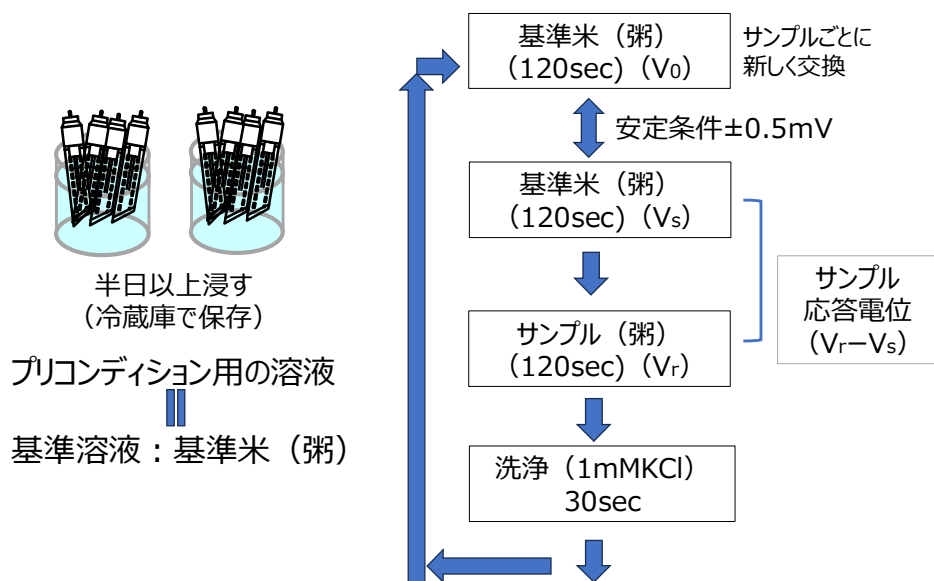 半日以上浸す
（冷蔵庫で保存）
プリコンディション用の溶液
基準溶液：基準米（粥）
基準米（粥）
（120sec）（V₀）
サンプルごとに
新しく交換
安定条件±0.5mV
基準米（粥）
（120sec）（Vs）
サンプル（粥）
（120sec）（Vr）
サンプル
応答電位
（Vr－Vs）
洗浄（1mMKCl）
30sec